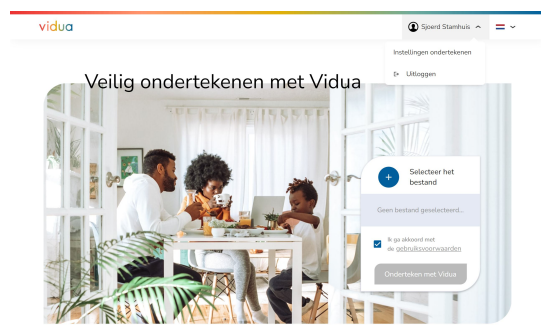 vidua
Sjoerd Stamhuis
Instellingen ondertekenen
Uitloggen
Veilig ondertekenen met Vidua
Selecteer het
bestand
Geen bestand geselecteerd...
Ik ga akkoord met
de gebruiksvoorwaarden
Onderteken met Vidua